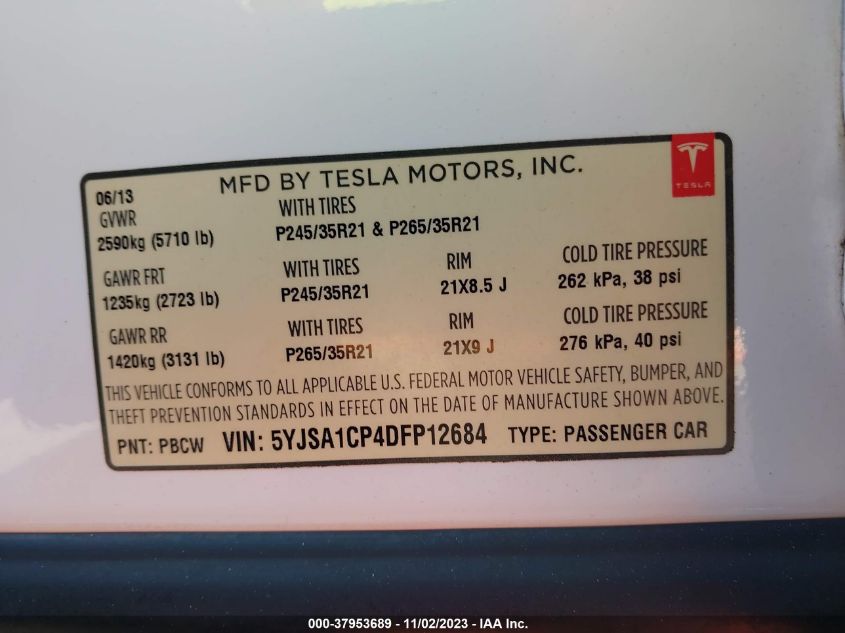 06/13 MFD BY TESLA MOTORS, INC. TESLA
GVWR WITH TIRES
2590kg (5710 lb) P245/35R21 & P265/35R21
GAWR FRT WITH TIRES RIM COLD TIRE PRESSURE
1235kg (2723 lb) P245/35R21 21X8.5 J 262 kPa, 38 psi
GAWR RR WITH TIRES RIM COLD TIRE PRESSURE
1420kg (3131 lb) P265/35R21 21X9 J 276 kPa, 40 psi
THIS VEHICLE CONFORMS TO ALL APPLICABLE U.S. FEDERAL MOTOR VEHICLE SAFETY, BUMPER, AND
THEFT PREVENTION STANDARDS IN EFFECT ON THE DATE OF MANUFACTURE SHOWN ABOVE.
PNT: PBCW VIN: 5YJSA1CP4DFP12684 TYPE: PASSENGER CAR
000-37953689 - 11/02/2023 - IAA Inc.